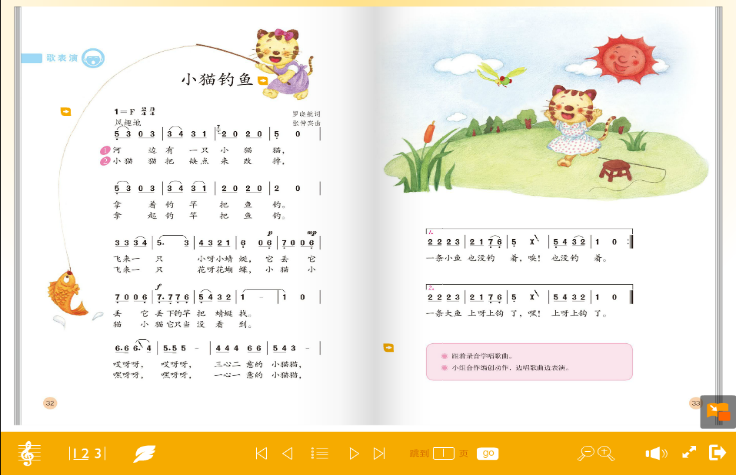 歌表演
小猫钓鱼
1=F
风趣地
5 3 0 3 | 3 4 3 1 | 2 0 2 0 | 5 0
① 河 边 有 一 只 小 猫 猫,
② 小 猫 猫 把 缺 点 来 改 掉,
5 3 0 3 | 3 4 3 1 | 2 0 2 0 | 2 0
拿 着 钓 竿 把 鱼 钓。
拿 起 钓 竿 把 鱼 钓。
3 3 3 4 | 5. 3 | 4 3 2 1 | 6 0 6 | 7 0 0 6
p mp
飞来一 只 小呀小蜻 蜓, 它 丢 它
飞来一 只 花呀花蝴 蝶, 小 猫 小
f
7 0 0 6 | 7. 7 7 6 | 5 4 3 2 | 1 – | 1 0
丢 它 丢 下钓竿 把 蜻蜓 找。
猫 小 猫 它只当 没 看 到。
6 6 6 4 | 5 5 5 – | 4 4 4 6 6 | 5 4 3 –
哎呀呀, 哎呀呀, 三心二 意的 小猫猫,
嘿呀呀, 嘿呀呀, 一心一 意的 小猫猫,
32
1.
2 2 2 3 | 2 1 7 6 | 5 X | 5 4 3 2 | 1 0
一条小鱼 也没钓 着, 唉! 也没钓 着。
2.
2 2 2 3 | 2 1 7 6 | 5 X | 5 4 3 2 | 1 0
一条大鱼 上呀上钩 了, 嘿! 上呀上钩 了。
跟着录音学唱歌曲。
小组合作编创动作,边唱歌曲边表演。
33
1 2 3
跳到 1 页 go